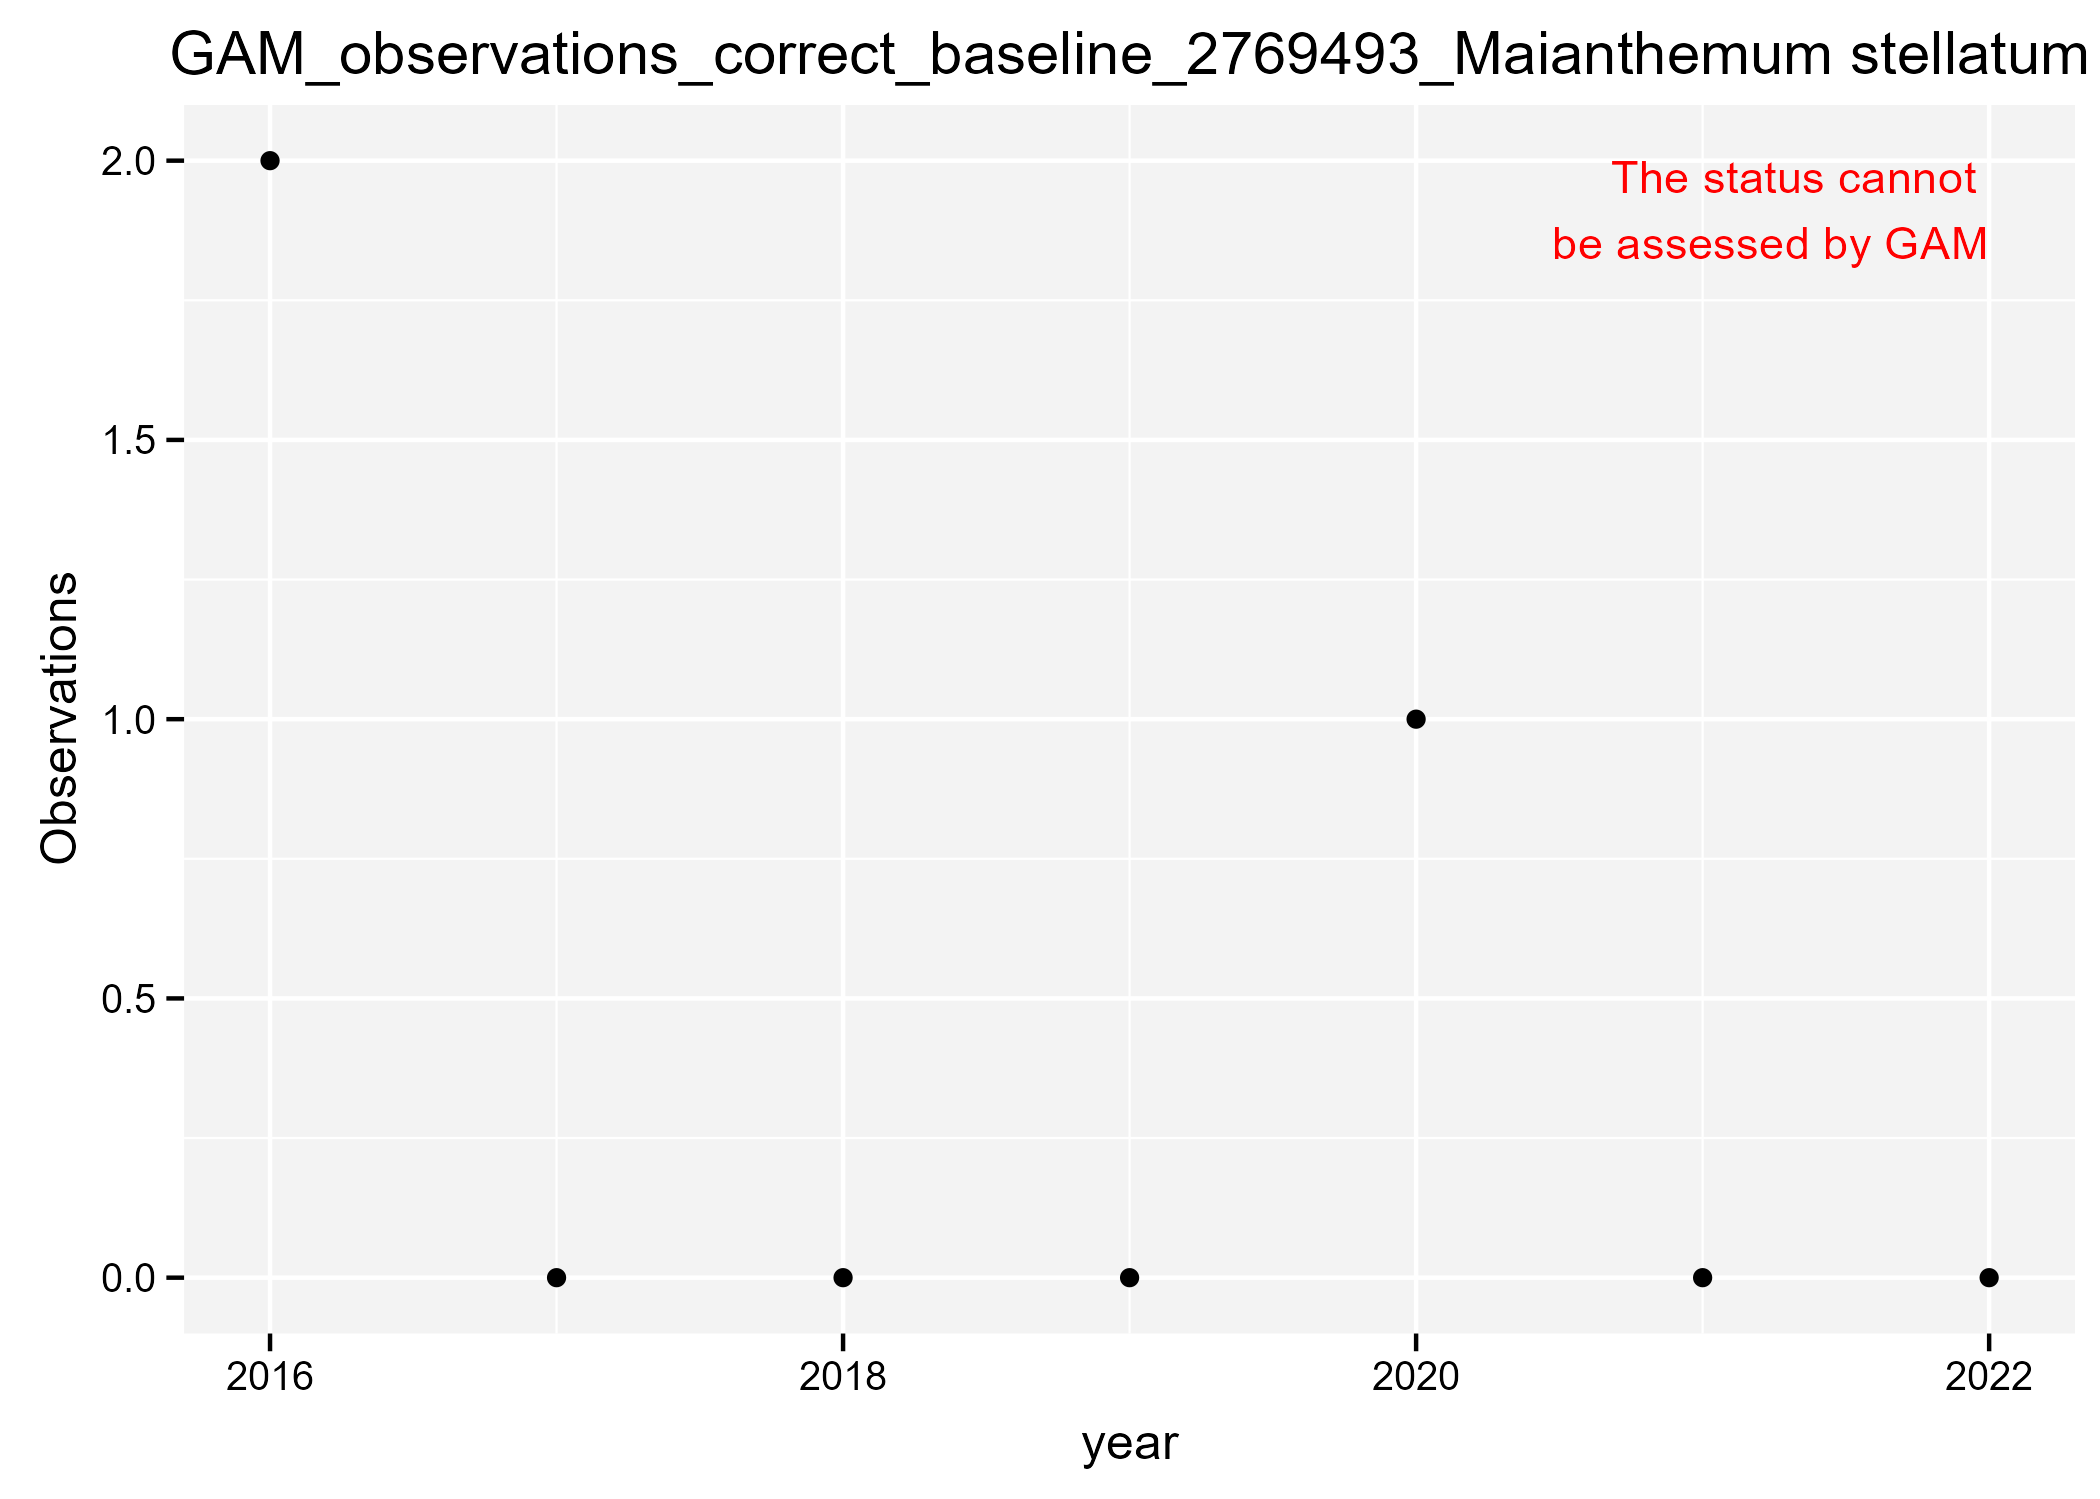 GAM_observations_correct_baseline_2769493_Maianthemum stellatum
2.0
The status cannot
be assessed by GAM
1.5
1.0
0.5
0.0
Observations
2016
2018
2020
2022
year